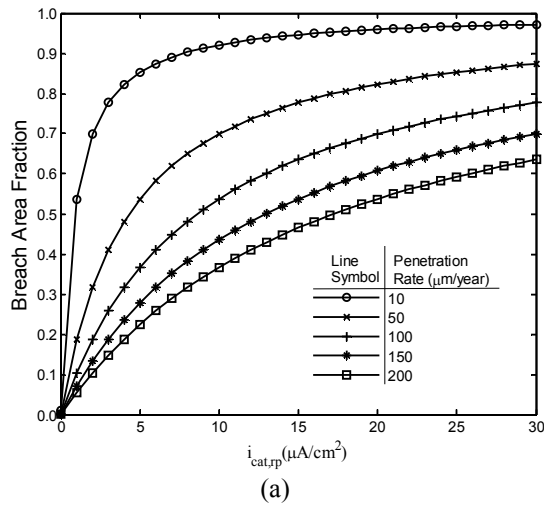 1.0
0.9
0.8
0.7
0.6
0.5
0.4
0.3
0.2
0.1
0.0
Breach Area Fraction
Line Symbol
Penetration Rate (μm/year)
10
50
100
150
200
0 5 10 15 20 25 30
i_cat,rp(μA/cm²)
(a)